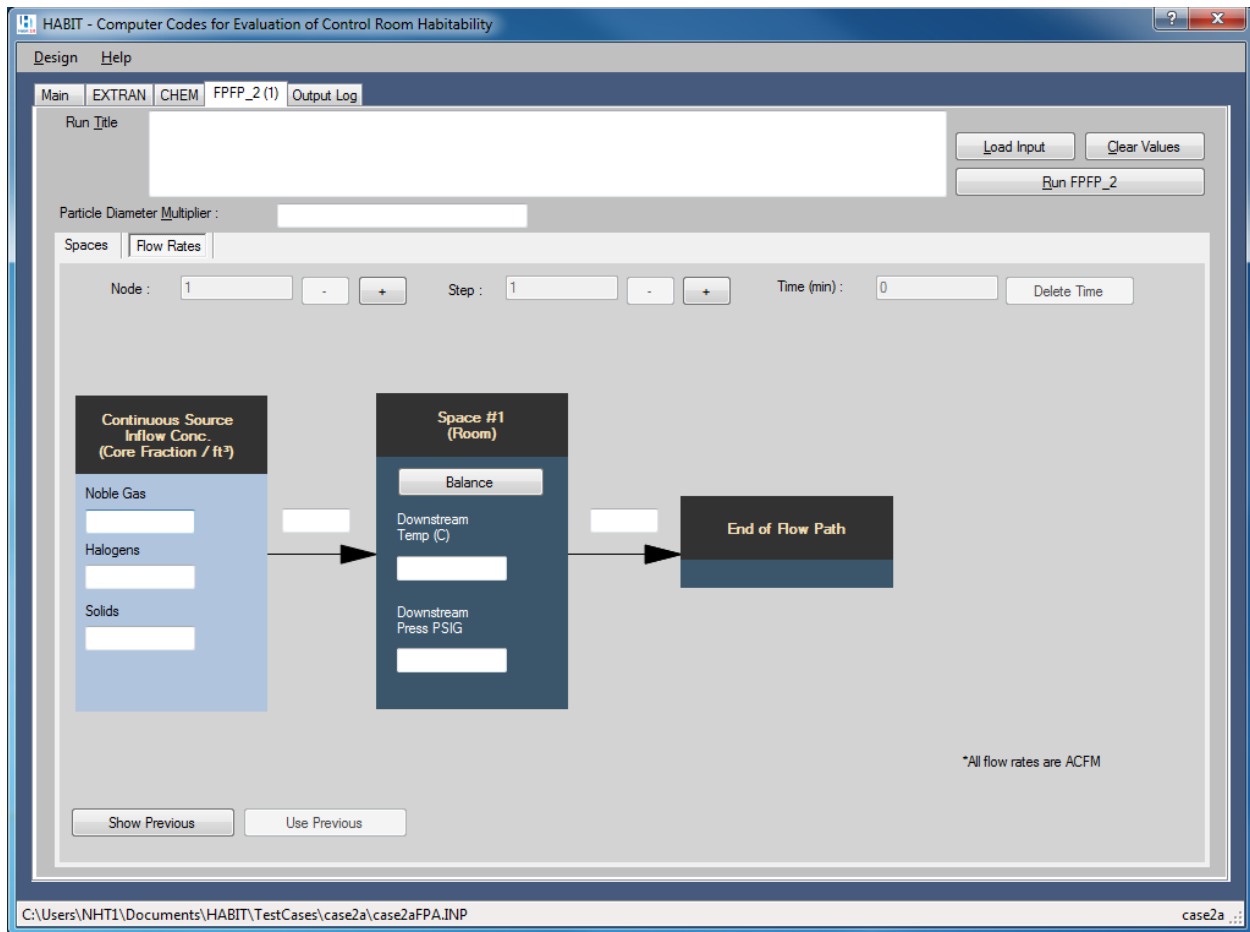 HABIT - Computer Codes for Evaluation of Control Room Habitability
? X
Design Help
Main EXTRAN CHEM FPFP_2 (1) Output Log
Run Title
Load Input Clear Values
Run FPFP_2
Particle Diameter Multiplier :
Spaces Flow Rates
Node : 1 - + Step : 1 - + Time (min) : 0 Delete Time
Continuous Source
Inflow Conc.
(Core Fraction / ft³)
Noble Gas
Halogens
Solids
Space #1
(Room)
Balance
Downstream
Temp (C)
Downstream
Press PSIG
End of Flow Path
*All flow rates are ACFM
Show Previous Use Previous
C:\Users\NHT1\Documents\HABIT\TestCases\case2a\case2aFPA.INP case2a